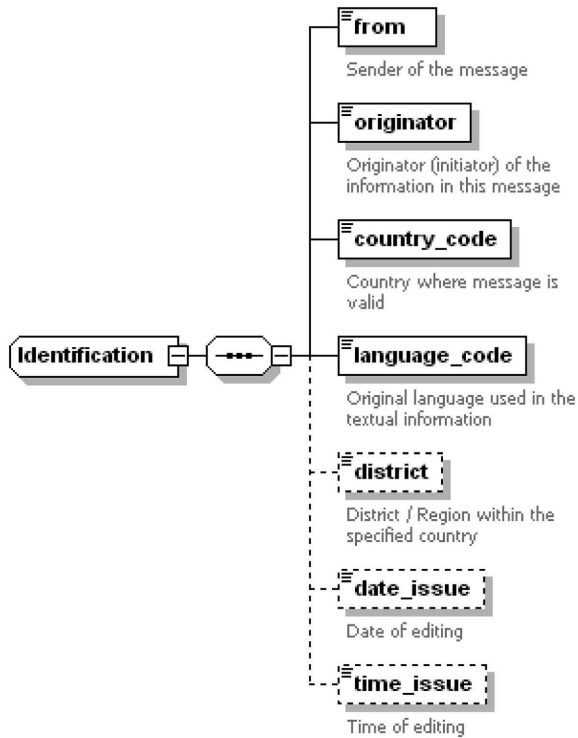 from
Sender of the message
originator
Originator (initiator) of the
information in this message
country_code
Country where message is
valid
Identification
language_code
Original language used in the
textual information
district
District / Region within the
specified country
date_issue
Date of editing
time_issue
Time of editing